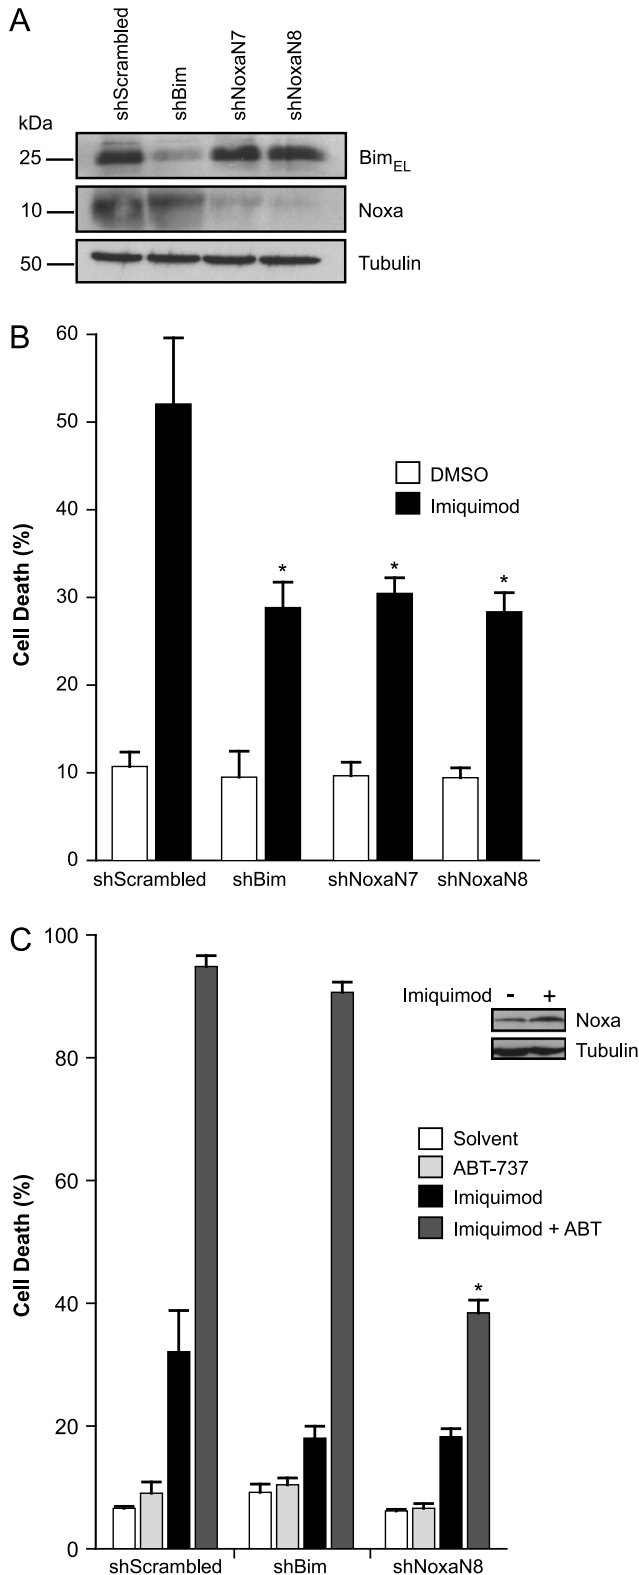 A
shScrambled
shBim
shNoxaN7
shNoxaN8
kDa
25
BimEL
10
Noxa
50
Tubulin
B
60
50
40
30
20
10
0
Cell Death (%)
DMSO
Imiquimod
*
*
*
shScrambled shBim shNoxaN7 shNoxaN8
C
100
80
60
40
20
0
Cell Death (%)
Imiquimod - +
Noxa
Tubulin
Solvent
ABT-737
Imiquimod
Imiquimod + ABT
*
shScrambled shBim shNoxaN8